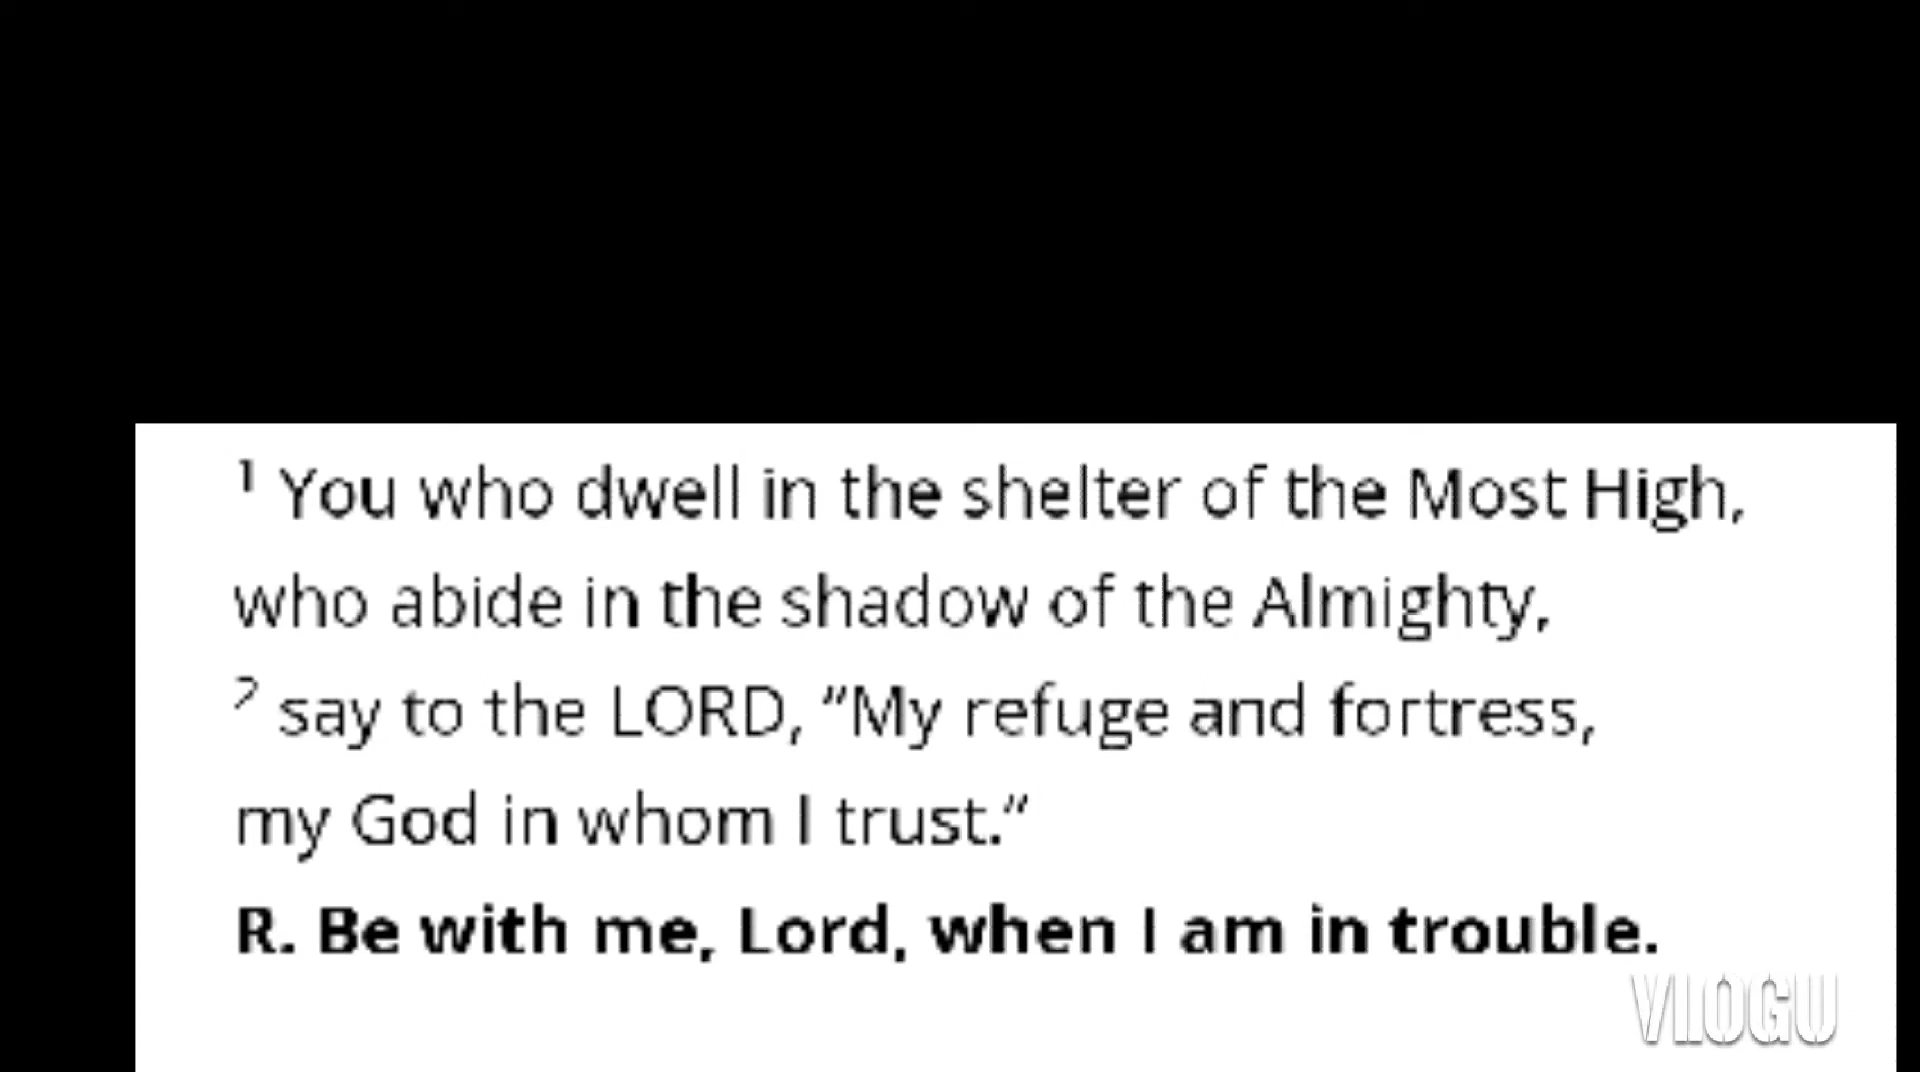 ¹ You who dwell in the shelter of the Most High,
who abide in the shadow of the Almighty,
² say to the LORD, “My refuge and fortress,
my God in whom I trust.”
R. Be with me, Lord, when I am in trouble.
VLOGU